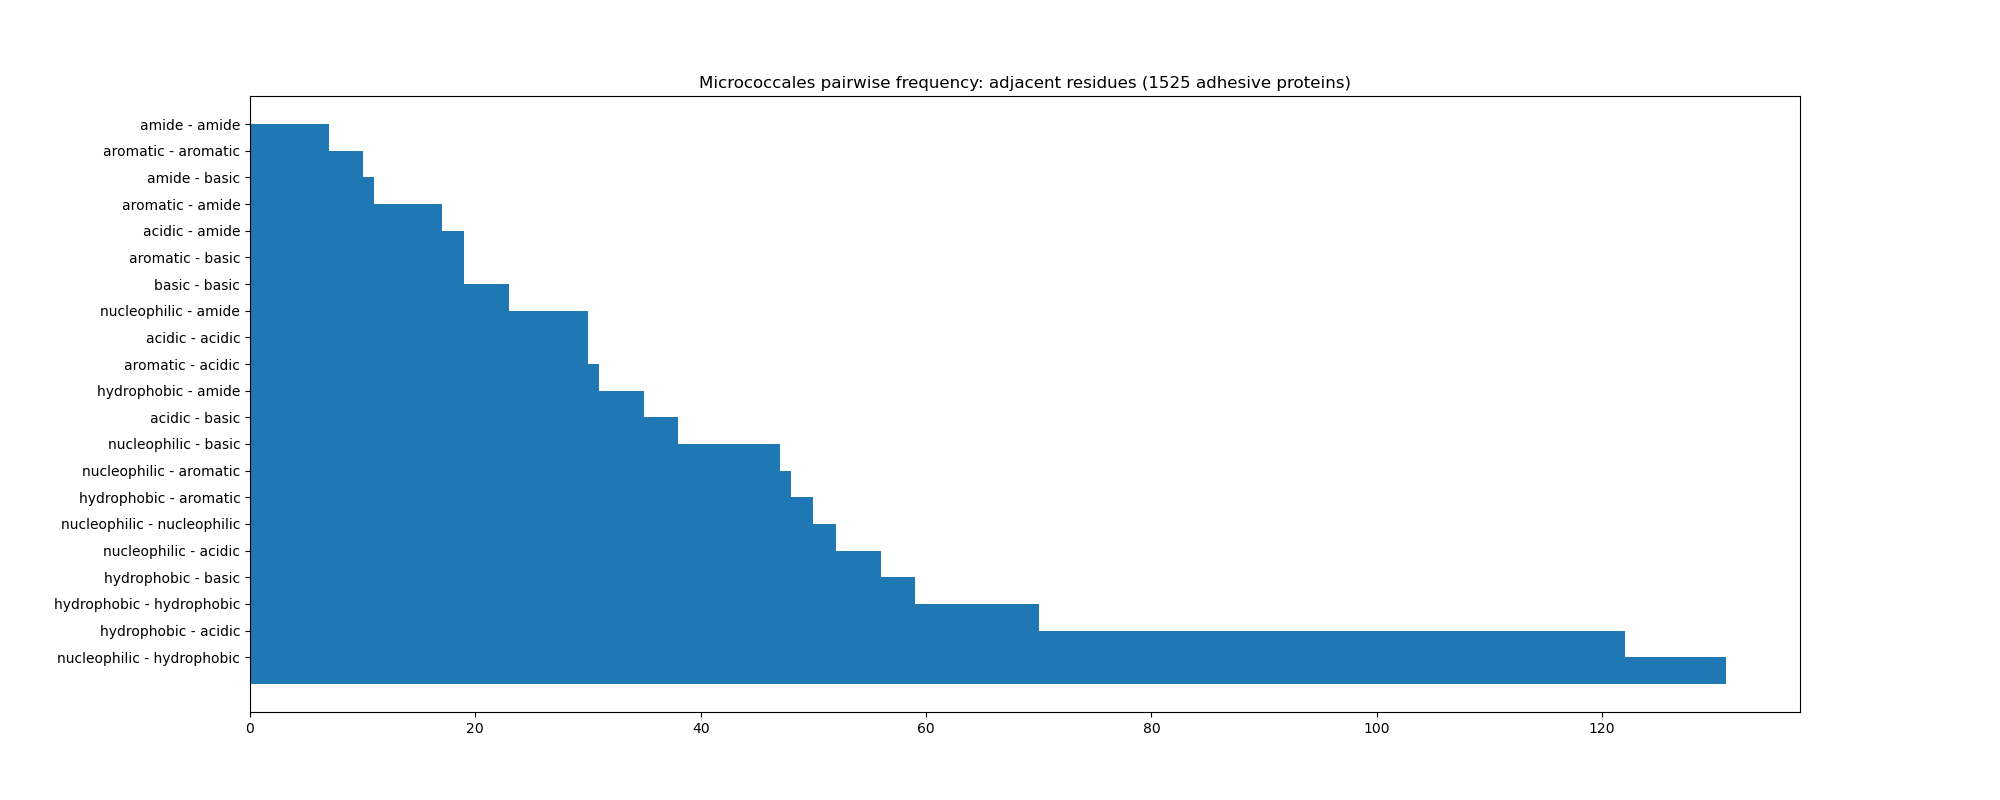 Micrococcales pairwise frequency: adjacent residues (1525 adhesive proteins)
amide - amide
aromatic - aromatic
amide - basic
aromatic - amide
acidic - amide
aromatic - basic
basic - basic
nucleophilic - amide
acidic - acidic
aromatic - acidic
hydrophobic - amide
acidic - basic
nucleophilic - basic
nucleophilic - aromatic
hydrophobic - aromatic
nucleophilic - nucleophilic
nucleophilic - acidic
hydrophobic - basic
hydrophobic - hydrophobic
hydrophobic - acidic
nucleophilic - hydrophobic
0 20 40 60 80 100 120